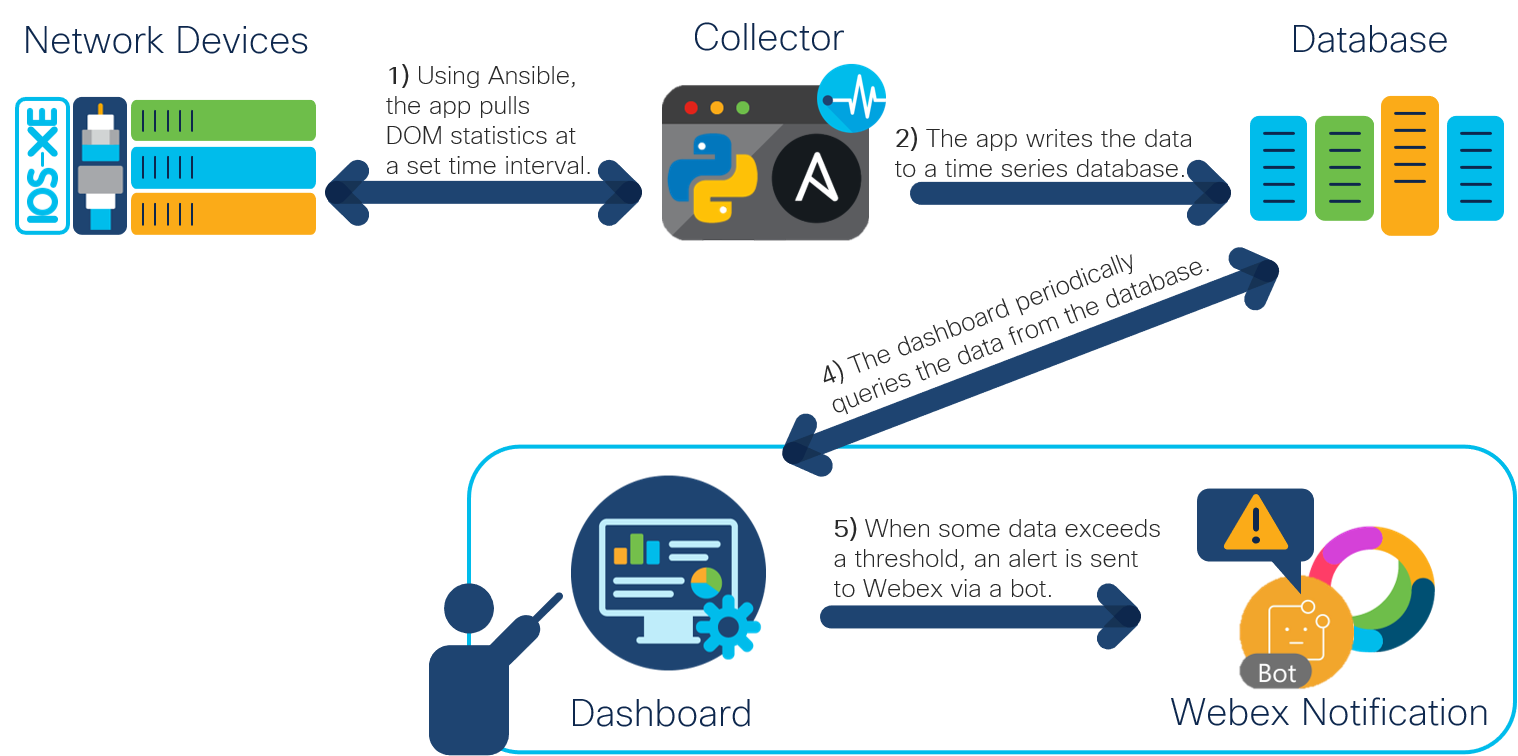 Network Devices
Collector
Database
IOS-XE
1) Using Ansible,
the app pulls
DOM statistics at
a set time interval.
2) The app writes the data
to a time series database.
4) The dashboard periodically
queries the data from the database.
5) When some data exceeds
a threshold, an alert is sent
to Webex via a bot.
Bot
Dashboard
Webex Notification